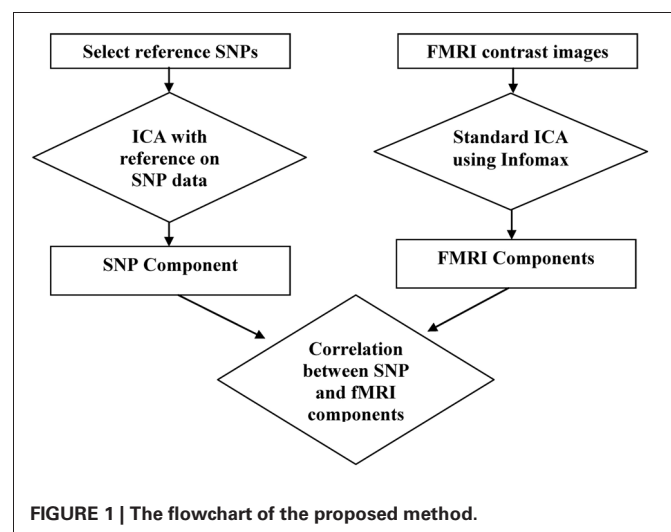 Select reference SNPs
FMRI contrast images
ICA with
reference on
SNP data
Standard ICA
using Infomax
SNP Component
FMRI Components
Correlation
between SNP
and fMRI
components
FIGURE 1 | The flowchart of the proposed method.